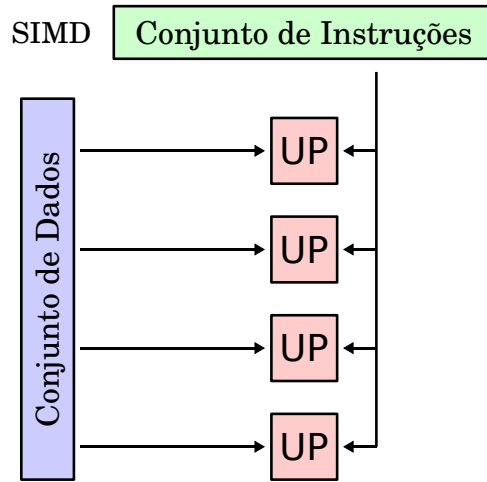 SIMD
Conjunto de Instruções
Conjunto de Dados
UP
UP
UP
UP